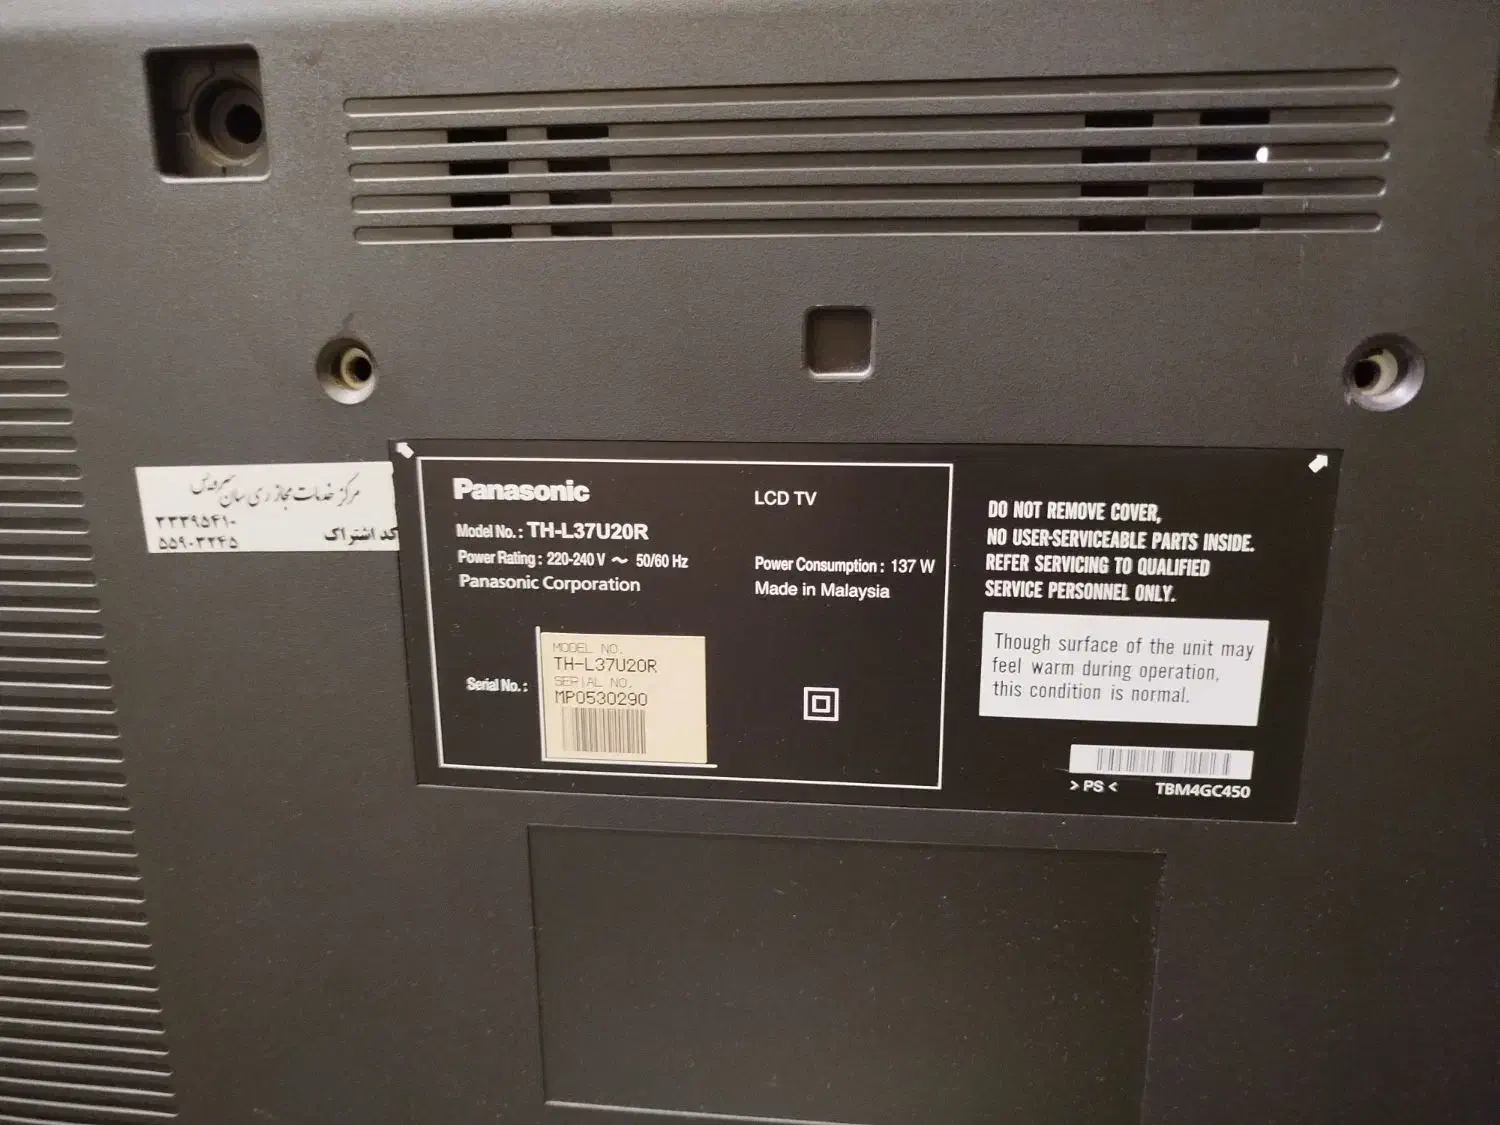 مرکز خدمات مجاز ری سان سرویس
۳۳۳۹۵۴۱۰
کد اشتراک
۵۵۹۰۳۲۴۵
Panasonic
LCD TV
Model No.: TH-L37U20R
Power Rating: 220-240 V ～ 50/60 Hz
Power Consumption: 137 W
Panasonic Corporation
Made in Malaysia
Serial No.:
MODEL NO.
TH-L37U20R
SERIAL NO.
MP0530290
DO NOT REMOVE COVER,
NO USER-SERVICEABLE PARTS INSIDE.
REFER SERVICING TO QUALIFIED
SERVICE PERSONNEL ONLY.
Though surface of the unit may
feel warm during operation,
this condition is normal.
> PS < TBM4GC450